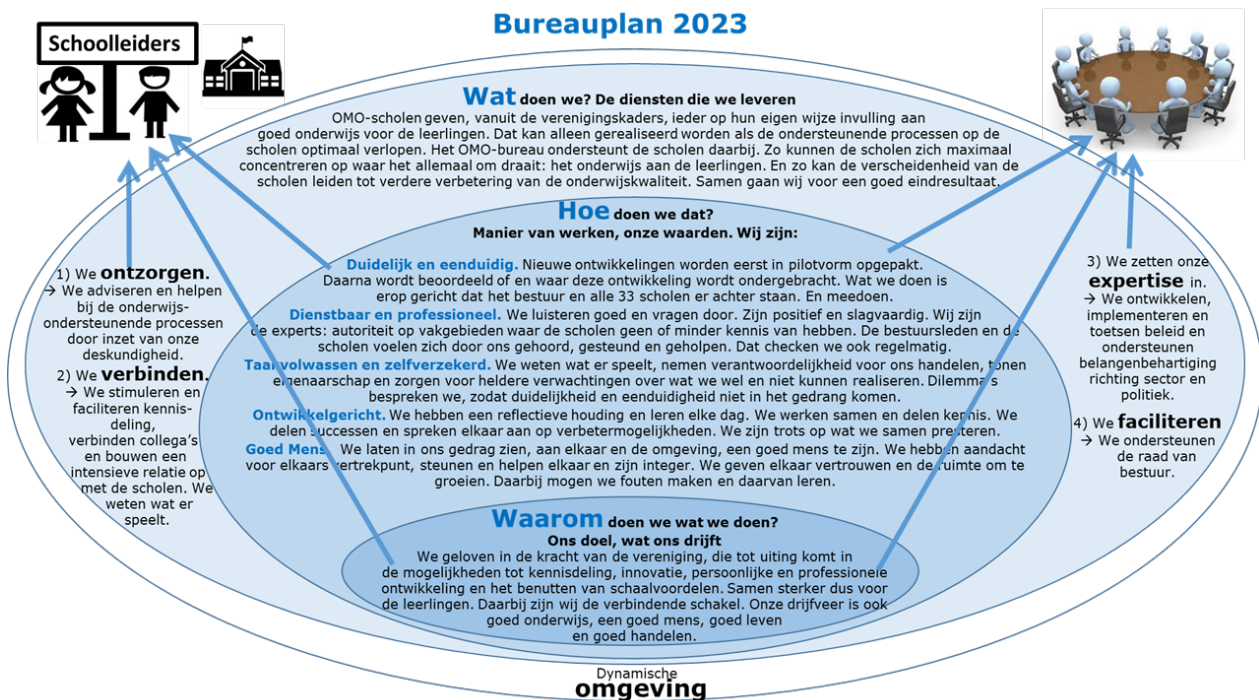 Bureauplan 2023
Schoolleiders
Wat doen we? De diensten die we leveren
OMO-scholen geven, vanuit de verenigingskaders, ieder op hun eigen wijze invulling aan
goed onderwijs voor de leerlingen. Dat kan alleen gerealiseerd worden als de ondersteunende processen op de
scholen optimaal verlopen. Het OMO-bureau ondersteunt de scholen daarbij. Zo kunnen de scholen zich maximaal
concentreren op waar het allemaal om draait: het onderwijs aan de leerlingen. En zo kan de verscheidenheid van de
scholen leiden tot verdere verbetering van de onderwijskwaliteit. Samen gaan wij voor een goed eindresultaat.
Hoe doen we dat?
Manier van werken, onze waarden. Wij zijn:
Duidelijk en eenduidig. Nieuwe ontwikkelingen worden eerst in pilotvorm opgepakt.
Daarna wordt beoordeeld of en waar deze ontwikkeling wordt ondergebracht. Wat we doen is
erop gericht dat het bestuur en alle 33 scholen er achter staan. En meedoen.
Dienstbaar en professioneel. We luisteren goed en vragen door. Zijn positief en slagvaardig. Wij zijn
de experts: autoriteit op vakgebieden waar de scholen geen of minder kennis van hebben. De bestuursleden en de
scholen voelen zich door ons gehoord, gesteund en geholpen. Dat checken we ook regelmatig.
Taakvolwassen en zelfverzekerd. We weten wat er speelt, nemen verantwoordelijkheid voor ons handelen, tonen
eigenaarschap en zorgen voor heldere verwachtingen over wat we wel en niet kunnen realiseren. Dilemma's
bespreken we, zodat duidelijkheid en eenduidigheid niet in het gedrang komen.
Ontwikkelgericht. We hebben een reflectieve houding en leren elke dag. We werken samen en delen kennis. We
delen successen en spreken elkaar aan op verbetermogelijkheden. We zijn trots op wat we samen presteren.
Goed Mens. We laten in ons gedrag zien, aan elkaar en de omgeving, een goed mens te zijn. We hebben aandacht
voor elkaars vertrekpunt, steunen en helpen elkaar en zijn integer. We geven elkaar vertrouwen en de ruimte om te
groeien. Daarbij mogen we fouten maken en daarvan leren.
Waarom doen we wat we doen?
Ons doel, wat ons drijft
We geloven in de kracht van de vereniging, die tot uiting komt in
de mogelijkheden tot kennisdeling, innovatie, persoonlijke en professionele
ontwikkeling en het benutten van schaalvoordelen. Samen sterker dus voor
de leerlingen. Daarbij zijn wij de verbindende schakel. Onze drijfveer is ook
goed onderwijs, een goed mens, goed leven
en goed handelen.
1) We ontzorgen.
→ We adviseren en helpen
bij de onderwijs-
ondersteunende processen
door inzet van onze
deskundigheid.
2) We verbinden.
→ We stimuleren en
faciliteren kennis-
deling,
verbinden collega's
en bouwen een
intensieve relatie op
met de scholen. We
weten wat er
speelt.
3) We zetten onze
expertise in.
→ We ontwikkelen,
implementeren en
toetsen beleid en
ondersteunen
belangenbehartiging
richting sector en
politiek.
4) We faciliteren
→ We ondersteunen
de raad van
bestuur.
Dynamische
omgeving